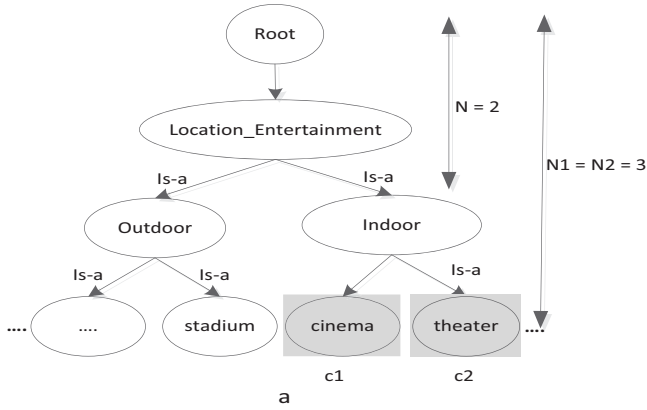 Root
N = 2
Location_Entertainment
N1 = N2 = 3
Is-a
Is-a
Outdoor
Indoor
Is-a
Is-a
Is-a
....
....
stadium
cinema
theater
....
c1
c2
a